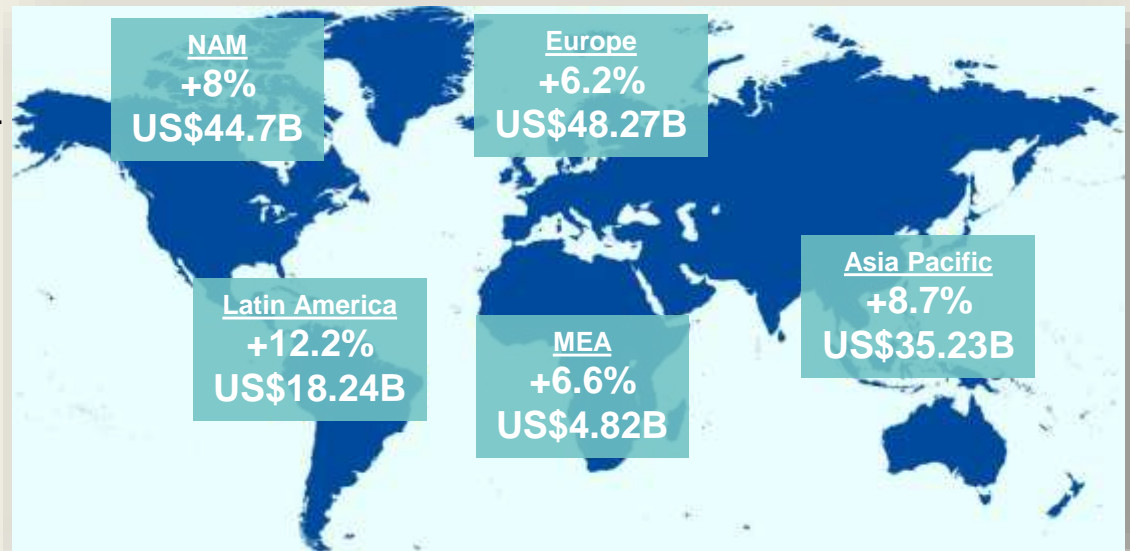 NAM
+8%
US$44.7B
Europe
+6.2%
US$48.27B
Asia Pacific
+8.7%
US$35.23B
Latin America
+12.2%
US$18.24B
MEA
+6.6%
US$4.82B